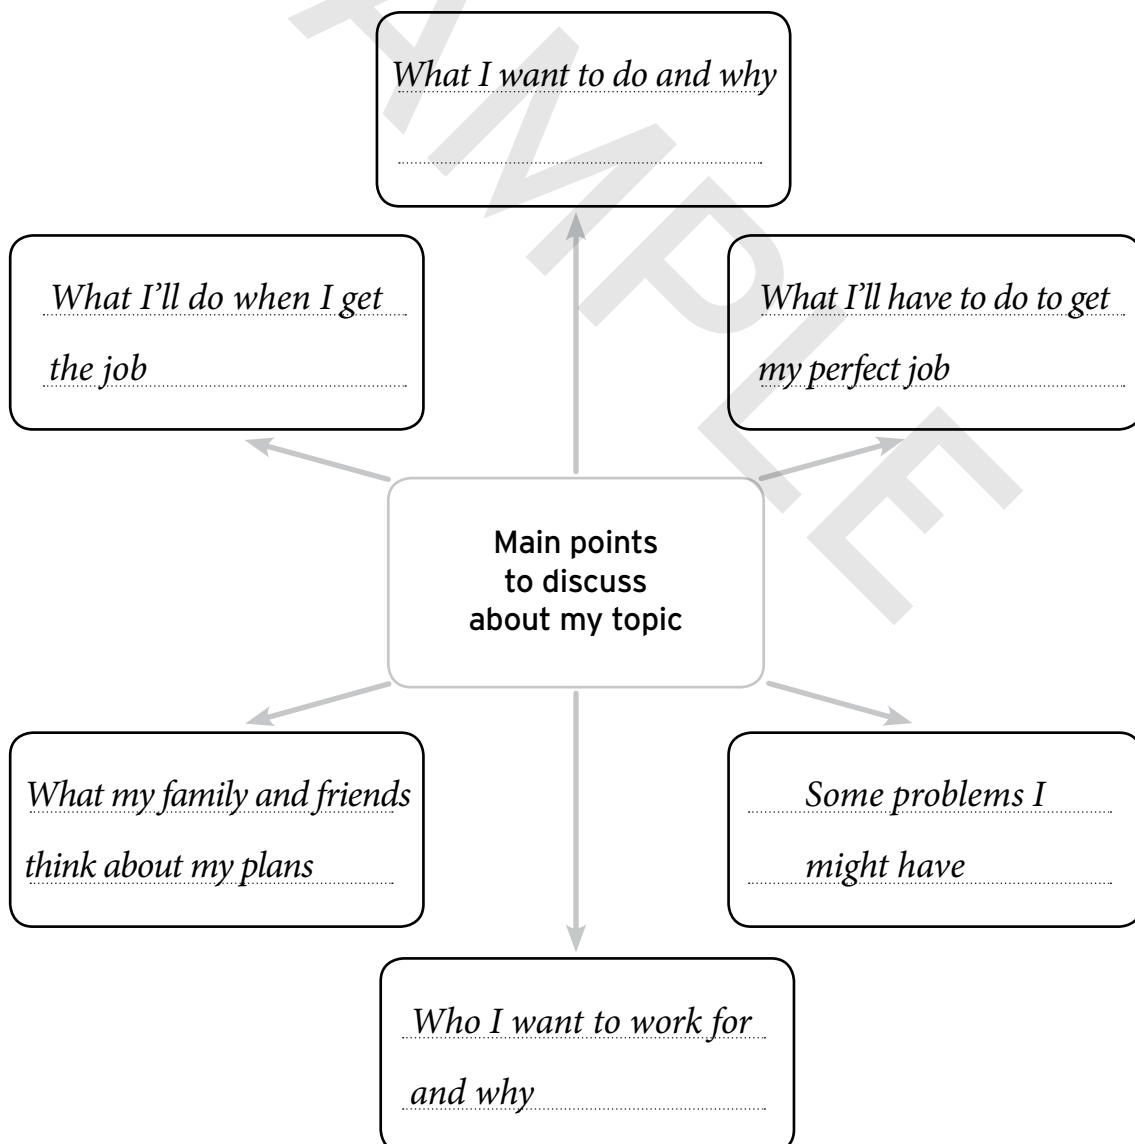 What I want to do and why
What I’ll do when I get
the job
What I’ll have to do to get
my perfect job
Main points
to discuss
about my topic
What my family and friends
think about my plans
Some problems I
might have
Who I want to work for
and why
AMPLE